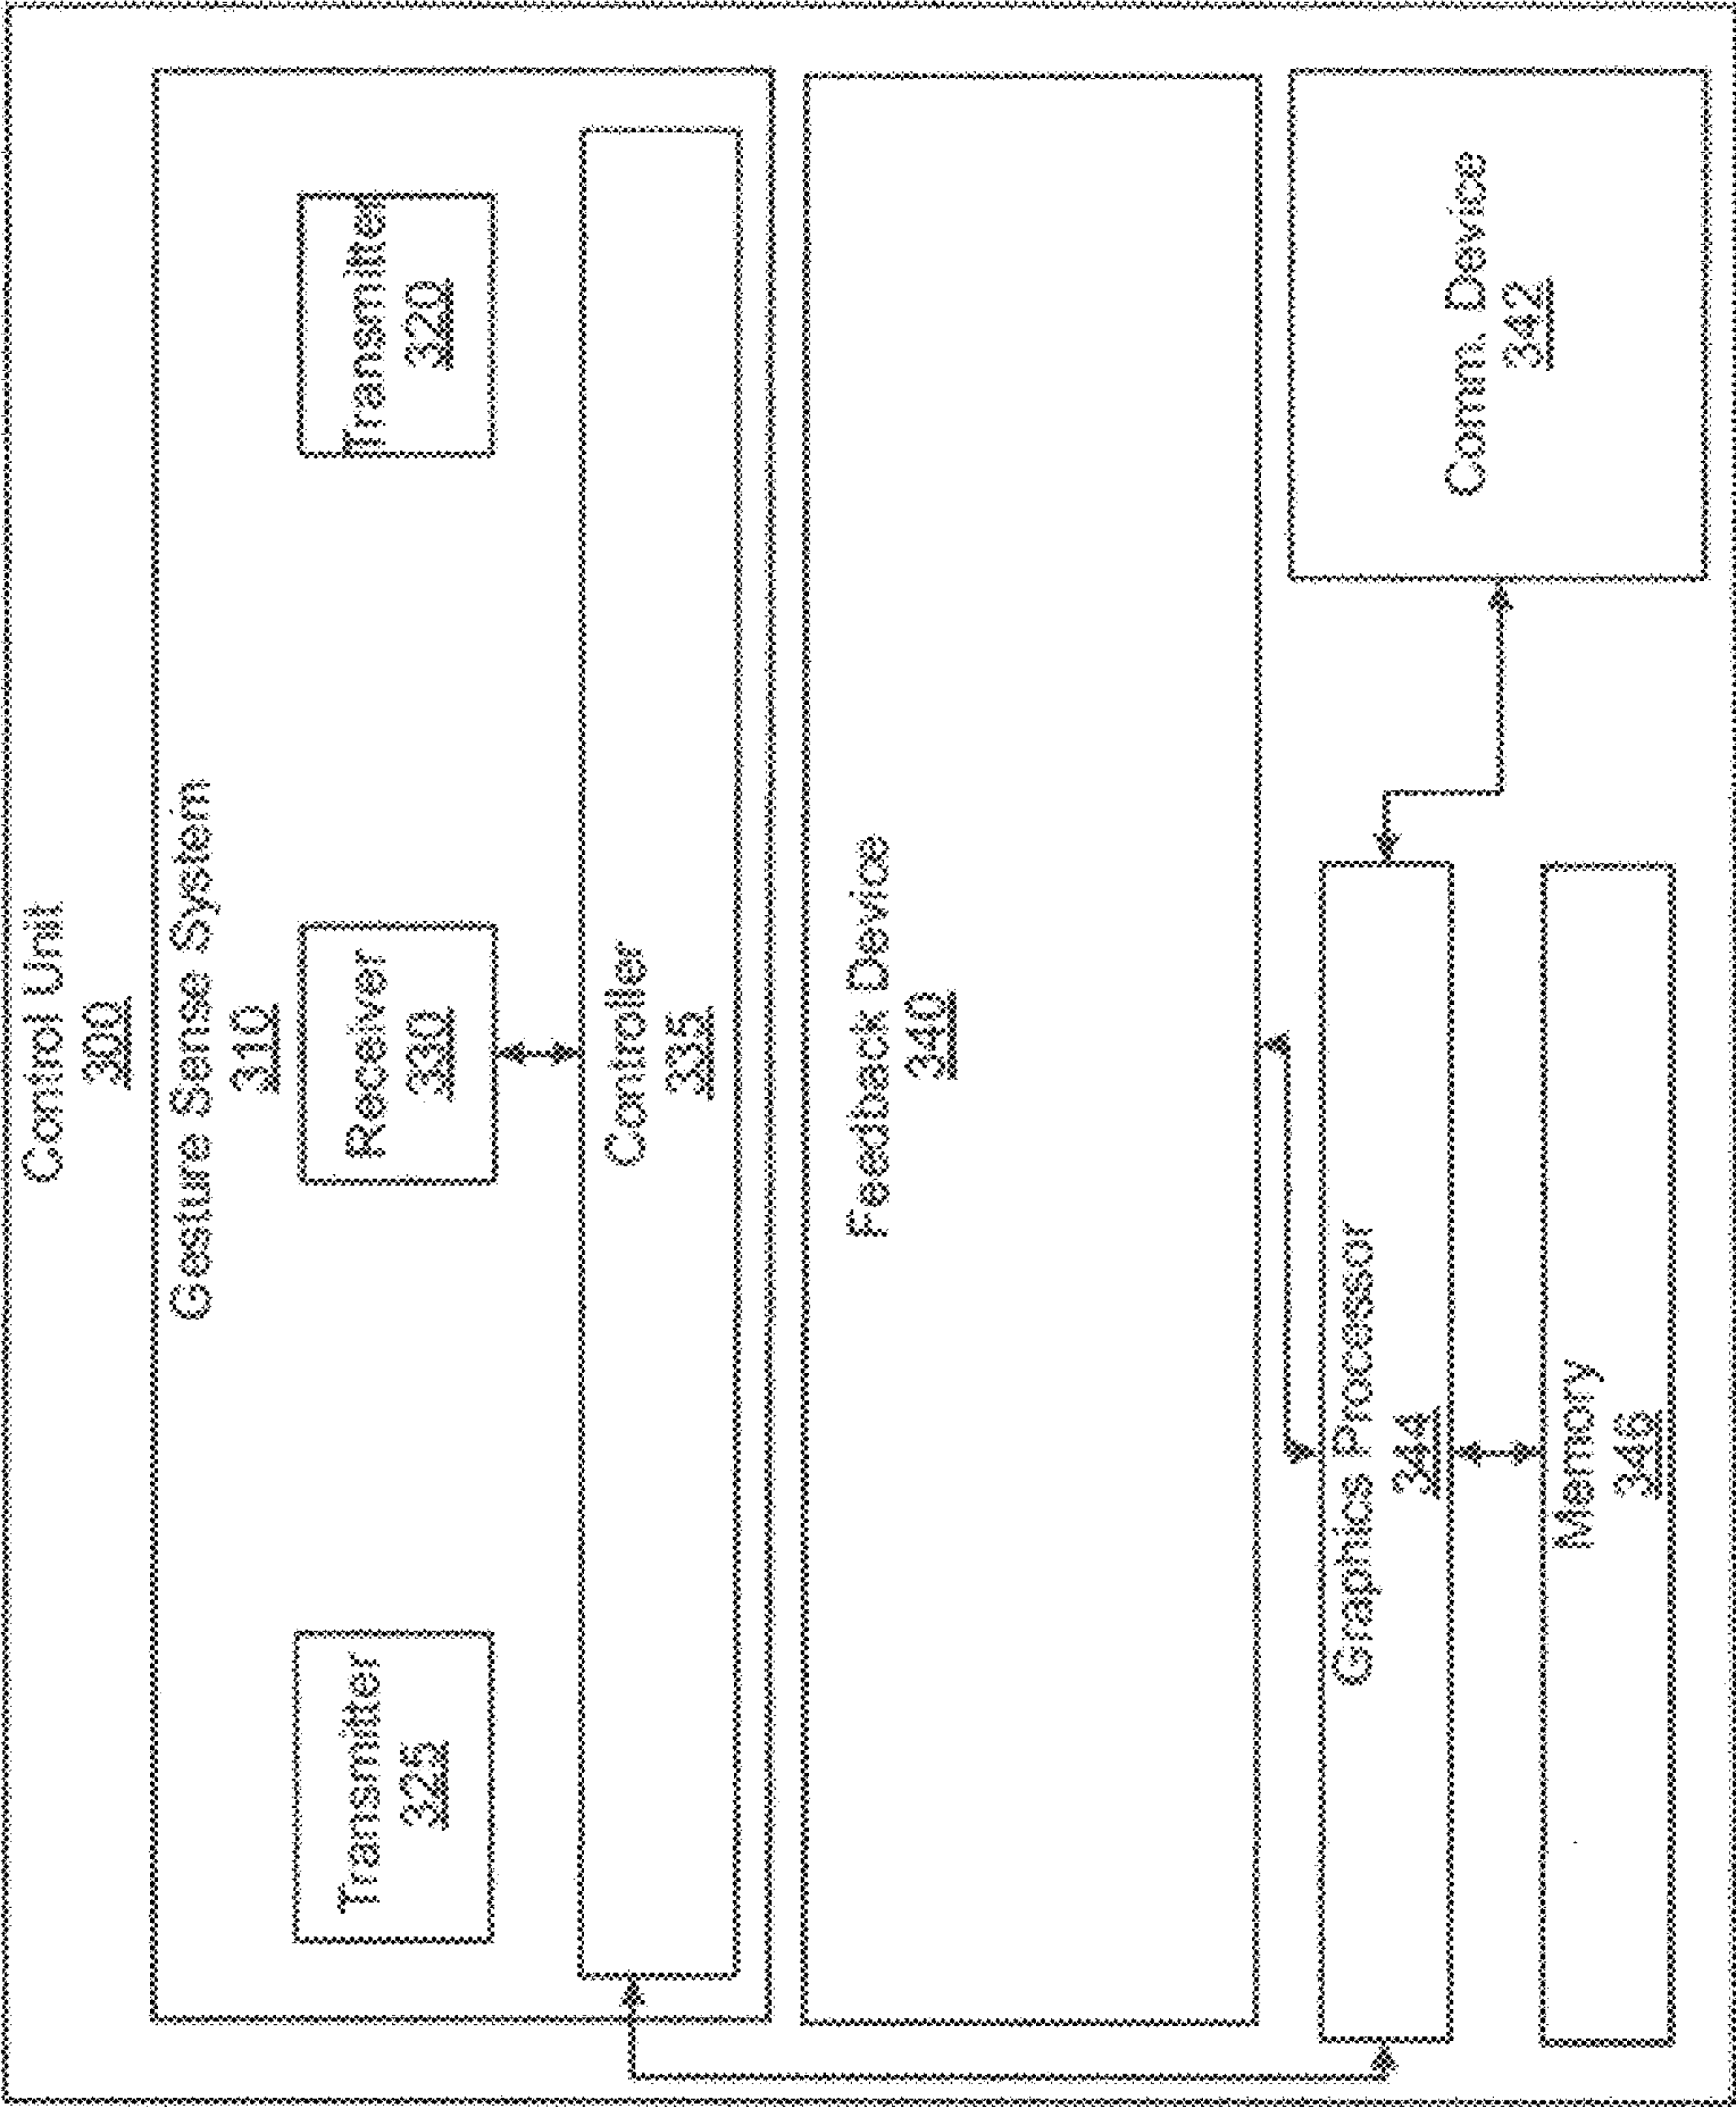 Control Unit
300
Gesture Sense System
310
Transmitter
325
Receiver
330
Transmitter
320
Controller
335
Feedback Device
340
Graphics Processor
344
Memory
346
Comm. Device
342